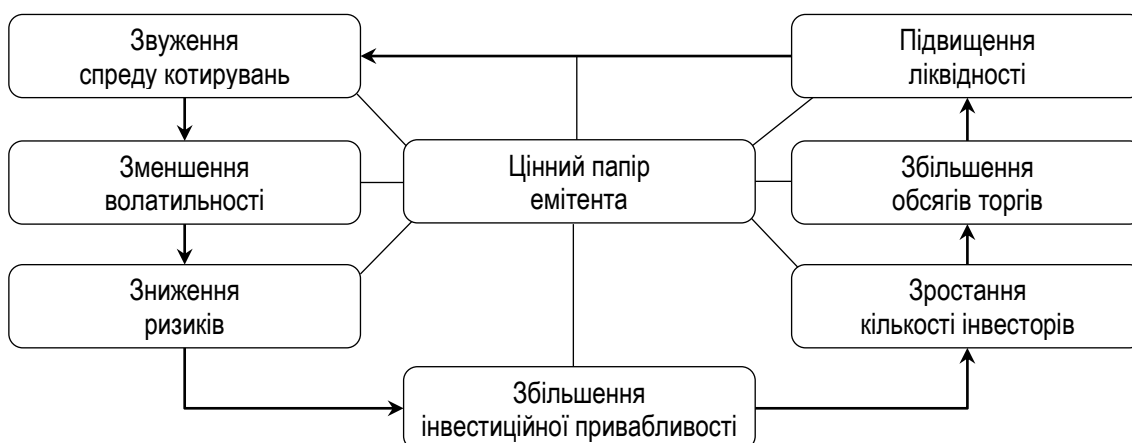 Звуження
спреду котирувань
Підвищення
ліквідності
Зменшення
волатильності
Цінний папір
емітента
Збільшення
обсягів торгів
Зниження
ризиків
Зростання
кількості інвесторів
Збільшення
інвестиційної привабливості